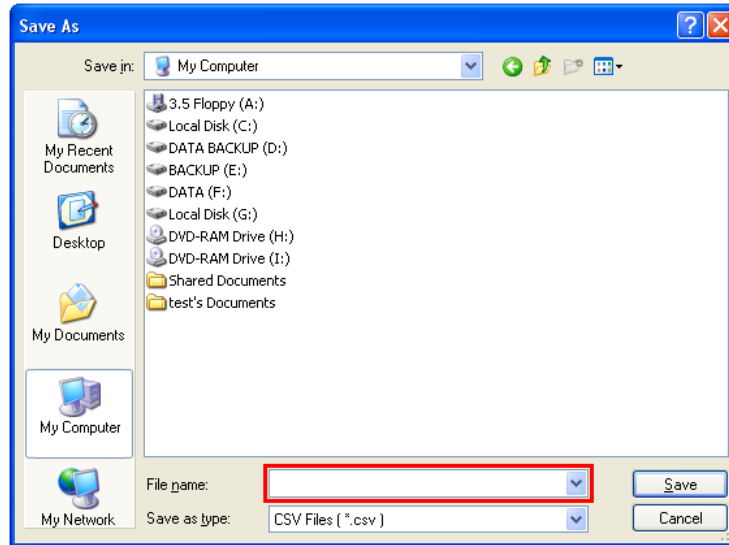 Save As
Save in:
My Computer
3.5 Floppy (A:)
Local Disk (C:)
DATA BACKUP (D:)
BACKUP (E:)
DATA (F:)
Local Disk (G:)
DVD-RAM Drive (H:)
DVD-RAM Drive (I:)
Shared Documents
test's Documents
My Recent
Documents
Desktop
My Documents
My Computer
My Network
File name:
Save
Save as type:
CSV Files ( *.csv )
Cancel